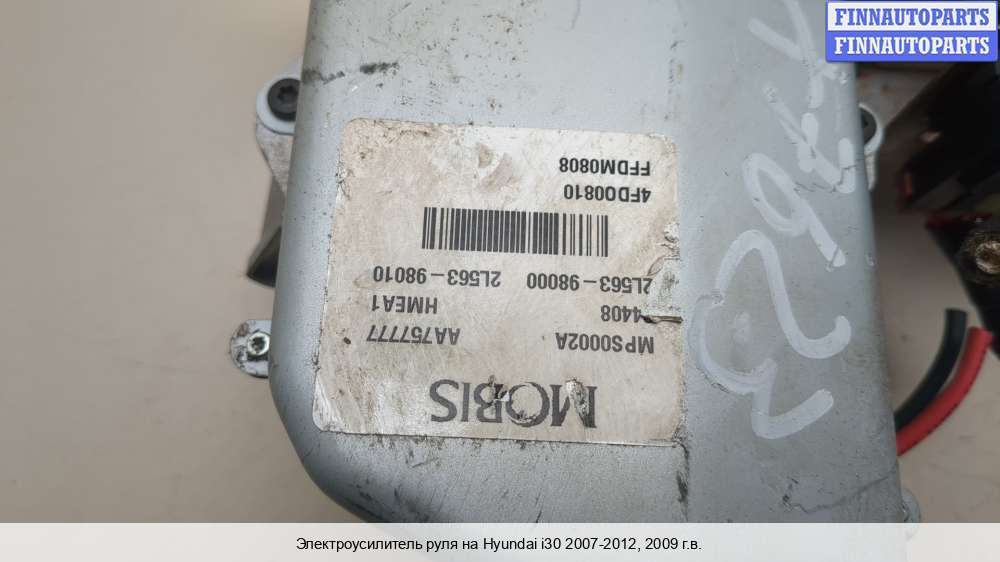 FINNAUTOPARTS
FINNAUTOPARTS
MOBIS
MPS0002A AA757777
4408 HMEA1
2L563-98000 2L563-98010
4FD00810
FFDM0808
Электроусилитель руля на Hyundai i30 2007-2012, 2009 г.в.